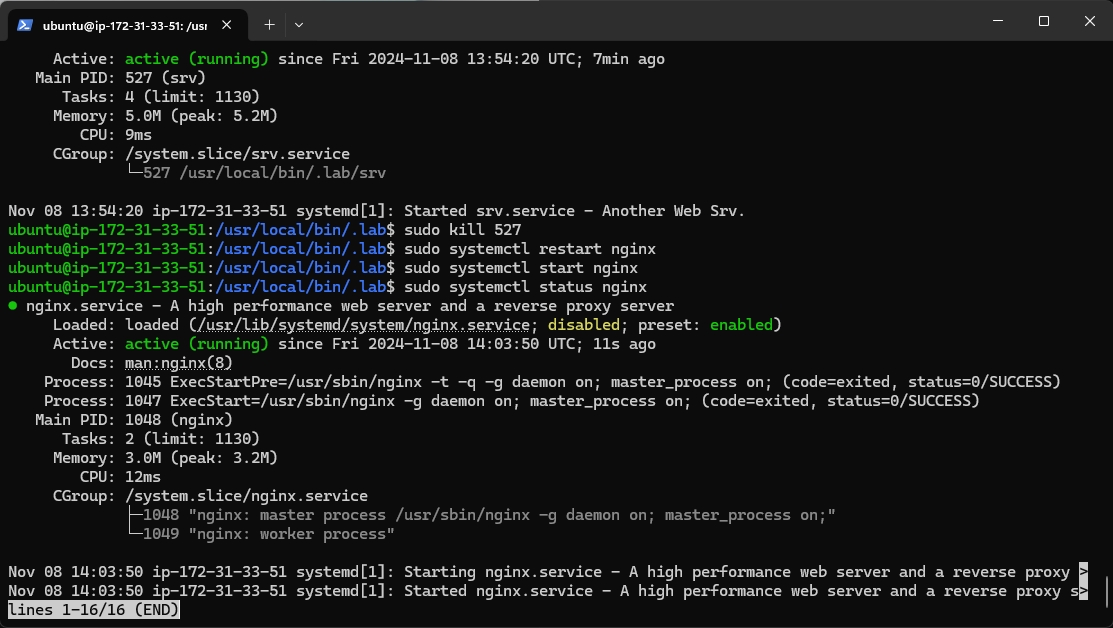 ubuntu@ip-172-31-33-51: /usr
     Active: active (running) since Fri 2024-11-08 13:54:20 UTC; 7min ago
   Main PID: 527 (srv)
      Tasks: 4 (limit: 1130)
     Memory: 5.0M (peak: 5.2M)
        CPU: 9ms
     CGroup: /system.slice/srv.service
             └─527 /usr/local/bin/.lab/srv

Nov 08 13:54:20 ip-172-31-33-51 systemd[1]: Started srv.service - Another Web Srv.
ubuntu@ip-172-31-33-51:/usr/local/bin/.lab$ sudo kill 527
ubuntu@ip-172-31-33-51:/usr/local/bin/.lab$ sudo systemctl restart nginx
ubuntu@ip-172-31-33-51:/usr/local/bin/.lab$ sudo systemctl start nginx
ubuntu@ip-172-31-33-51:/usr/local/bin/.lab$ sudo systemctl status nginx
● nginx.service - A high performance web server and a reverse proxy server
     Loaded: loaded (/usr/lib/systemd/system/nginx.service; disabled; preset: enabled)
     Active: active (running) since Fri 2024-11-08 14:03:50 UTC; 11s ago
       Docs: man:nginx(8)
    Process: 1045 ExecStartPre=/usr/sbin/nginx -t -q -g daemon on; master_process on; (code=exited, status=0/SUCCESS)
    Process: 1047 ExecStart=/usr/sbin/nginx -g daemon on; master_process on; (code=exited, status=0/SUCCESS)
   Main PID: 1048 (nginx)
      Tasks: 2 (limit: 1130)
     Memory: 3.0M (peak: 3.2M)
        CPU: 12ms
     CGroup: /system.slice/nginx.service
             ├─1048 "nginx: master process /usr/sbin/nginx -g daemon on; master_process on;"
             └─1049 "nginx: worker process"

Nov 08 14:03:50 ip-172-31-33-51 systemd[1]: Starting nginx.service - A high performance web server and a reverse proxy >
Nov 08 14:03:50 ip-172-31-33-51 systemd[1]: Started nginx.service - A high performance web server and a reverse proxy s>
lines 1-16/16 (END)